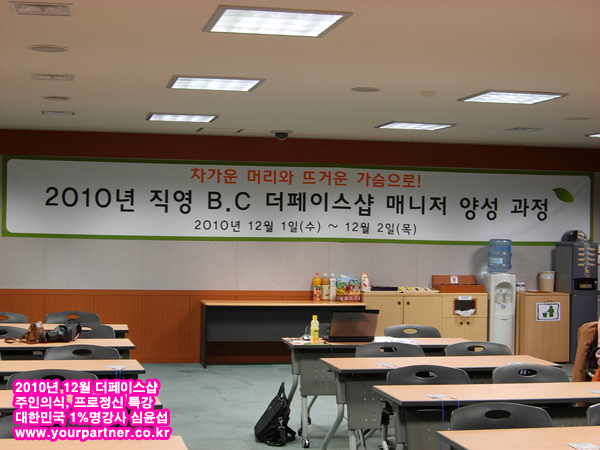 차가운 머리와 뜨거운 가슴으로!
2010년 직영 B.C 더페이스샵 매니저 양성 과정
2010년 12월 1일(수) ~ 12월 2일(목)
2010년,12월 더페이스샵
주인의식, 프로정신 특강
대한민국 1%명강사 심윤섭
www.yourpartner.co.kr